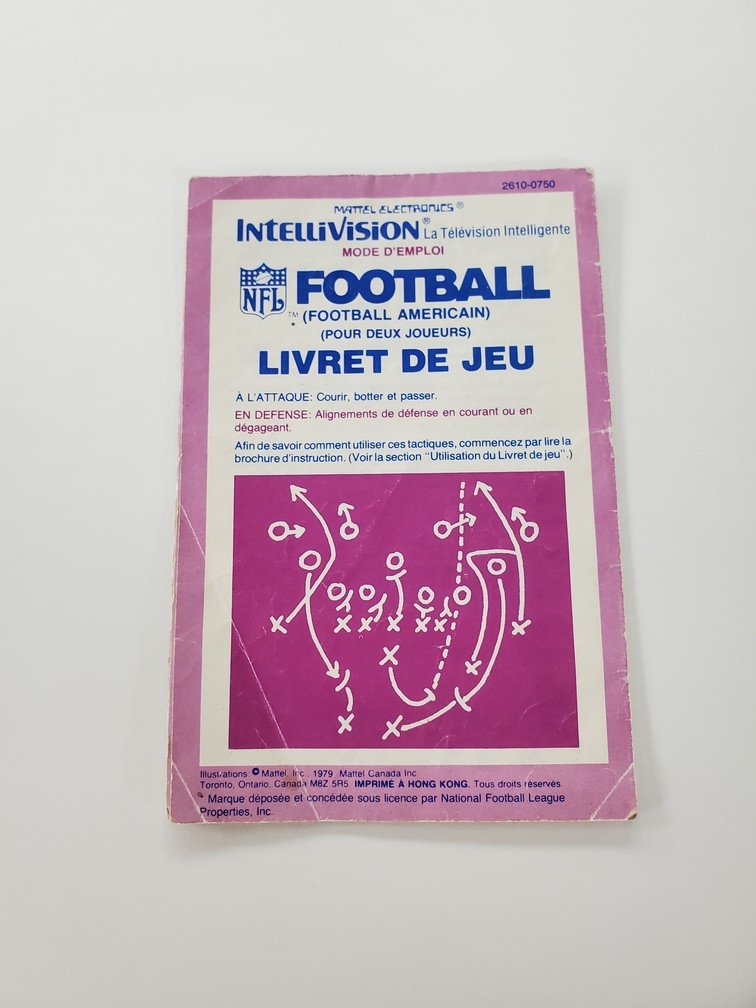 2610-0750
MATTEL ELECTRONICS®
INTELLIVISION® La Télévision Intelligente
MODE D'EMPLOI
NFL FOOTBALL
TM (FOOTBALL AMERICAIN)
(POUR DEUX JOUEURS)
LIVRET DE JEU
À L'ATTAQUE: Courir, botter et passer.
EN DEFENSE: Alignements de défense en courant ou en
dégageant.
Afin de savoir comment utiliser ces tactiques, commencez par lire la
brochure d'instruction. (Voir la section "Utilisation du Livret de jeu".)
Illustrations: © Mattel, Inc. 1979 Mattel Canada Inc
Toronto, Ontario, Canada M8Z 5R5 IMPRIMÉ À HONG KONG. Tous droits réservés.
* Marque déposée et concédée sous licence par National Football League
Properties, Inc.